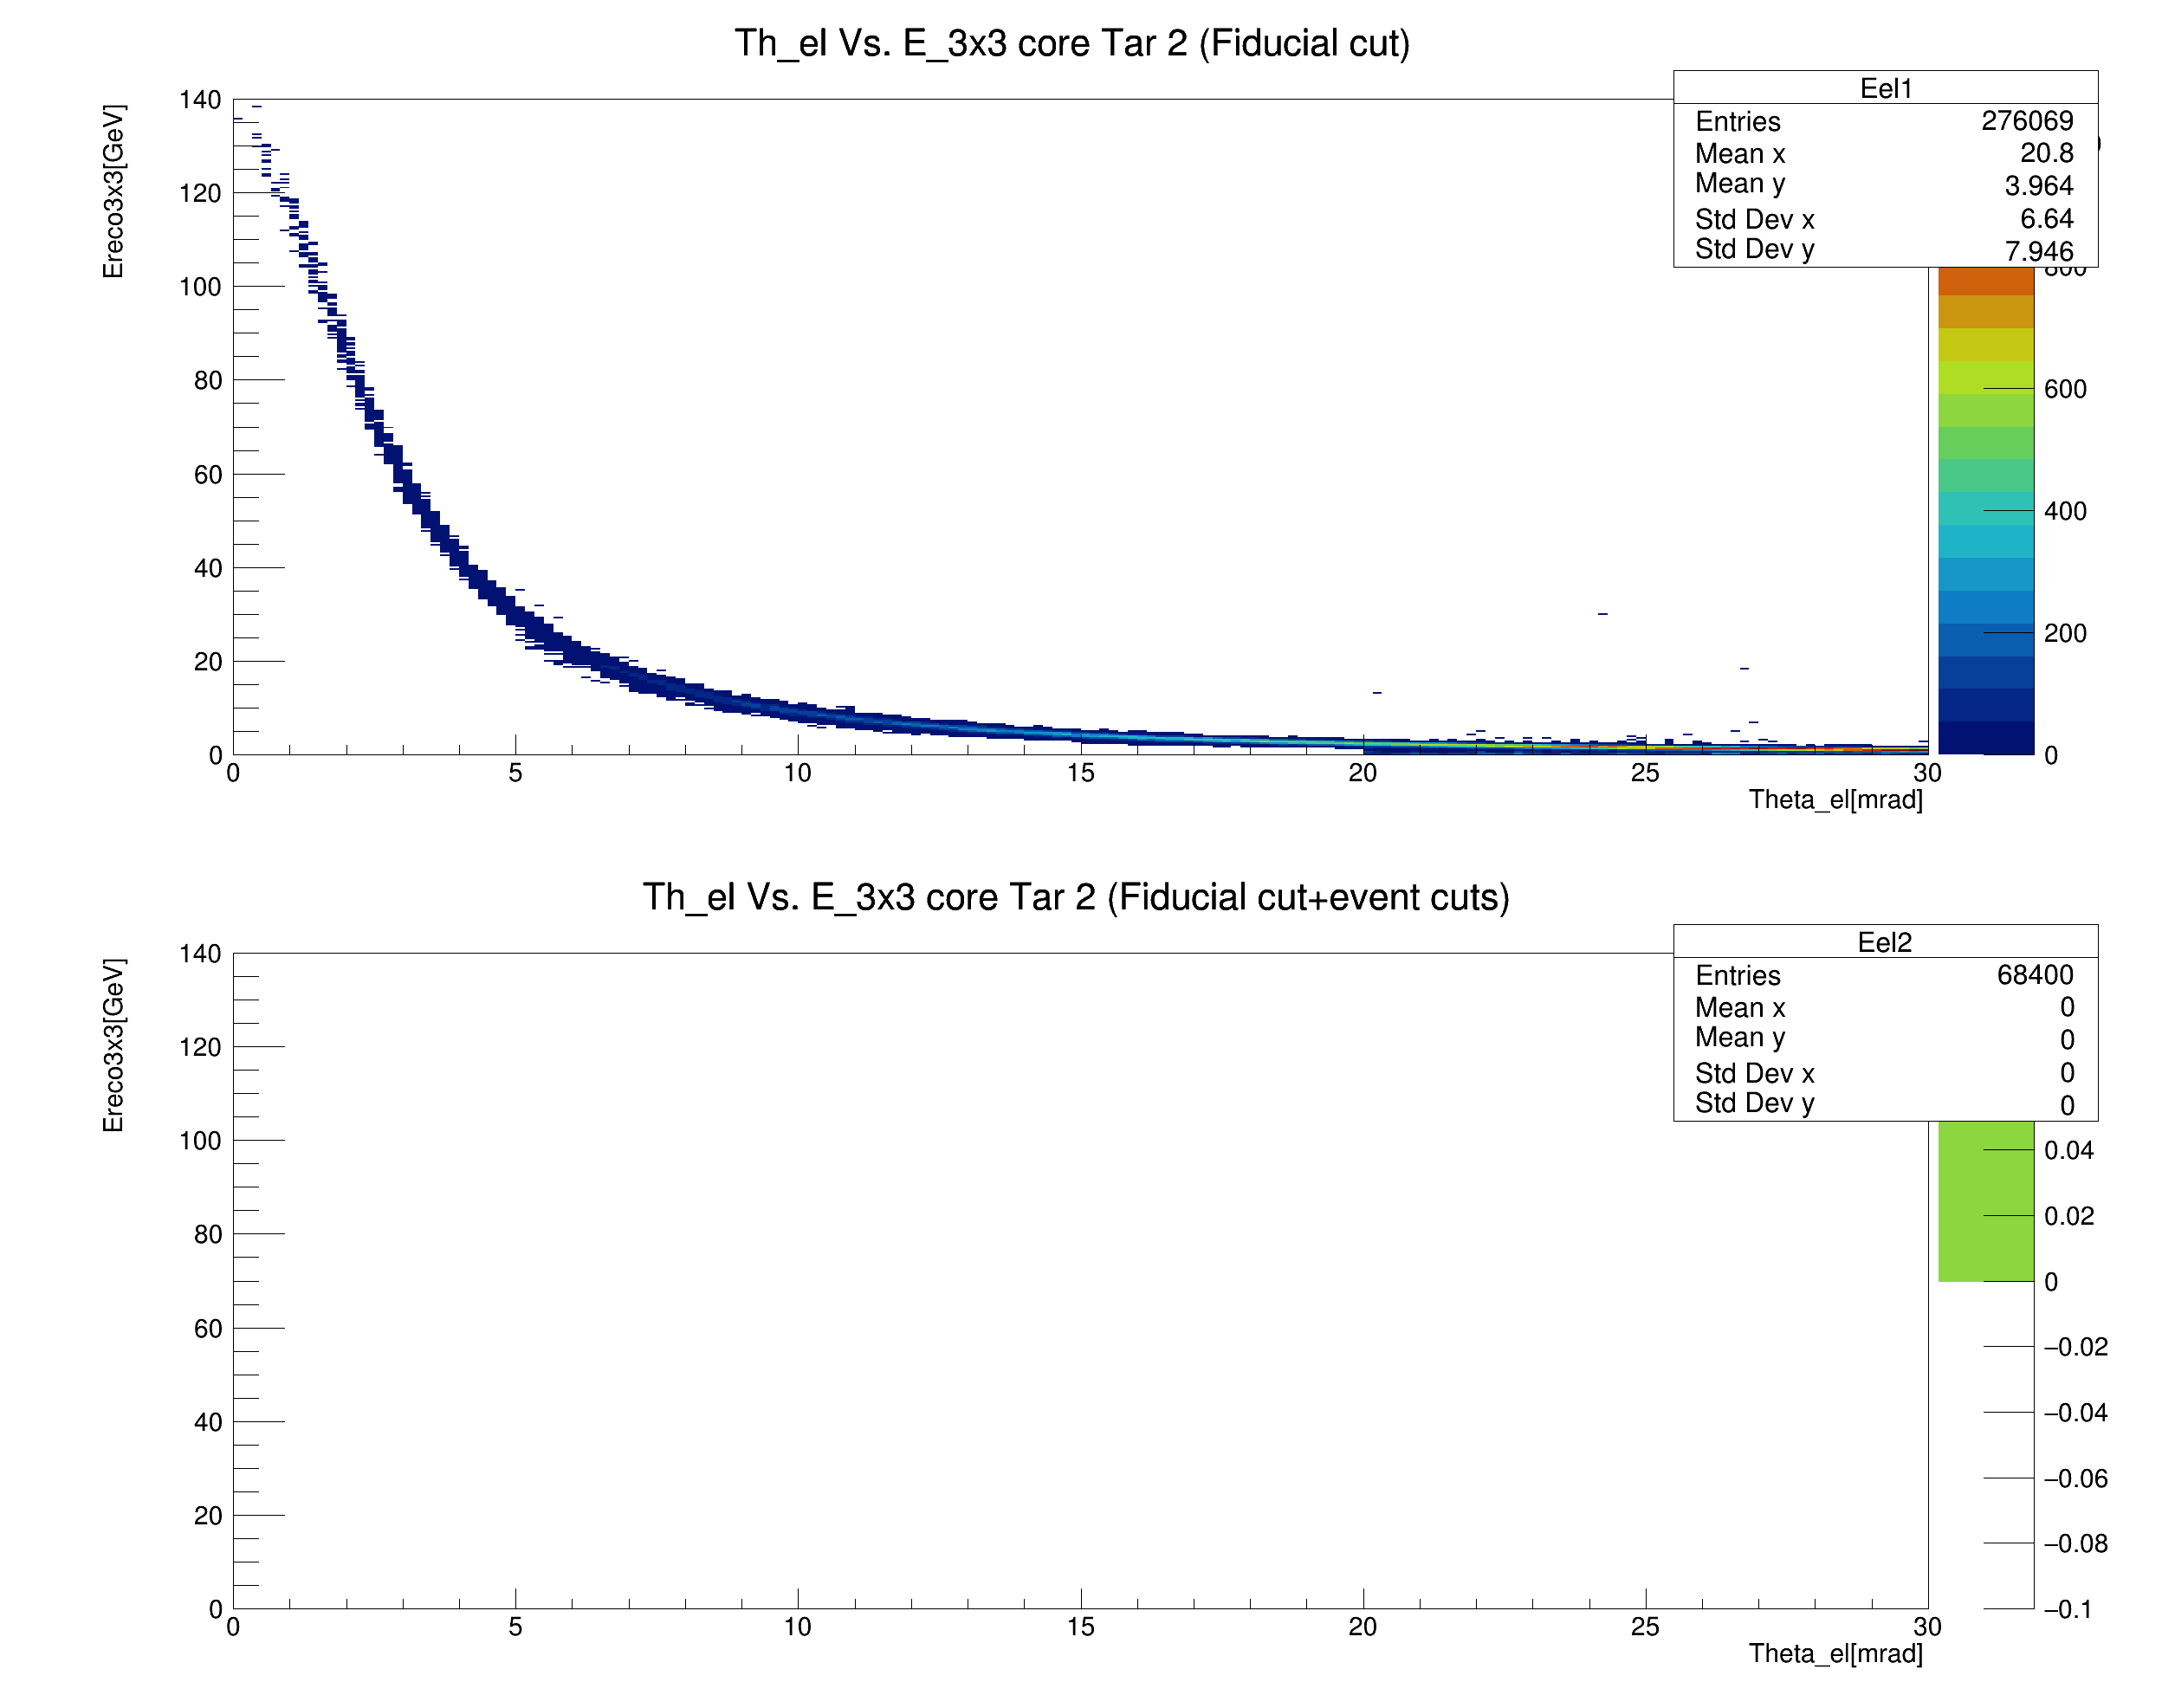 Th_el Vs. E_3x3 core Tar 2 (Fiducial cut)
Ereco3x3[GeV]
140
120
100
80
60
40
20
0
0 5 10 15 20 25 30
Theta_el[mrad]
Eel1
Entries 276069
Mean x 20.8
Mean y 3.964
Std Dev x 6.64
Std Dev y 7.946
800
600
400
200
0
Th_el Vs. E_3x3 core Tar 2 (Fiducial cut+event cuts)
Ereco3x3[GeV]
140
120
100
80
60
40
20
0
0 5 10 15 20 25 30
Theta_el[mrad]
Eel2
Entries 68400
Mean x 0
Mean y 0
Std Dev x 0
Std Dev y 0
0.04
0.02
0
−0.02
−0.04
−0.06
−0.08
−0.1